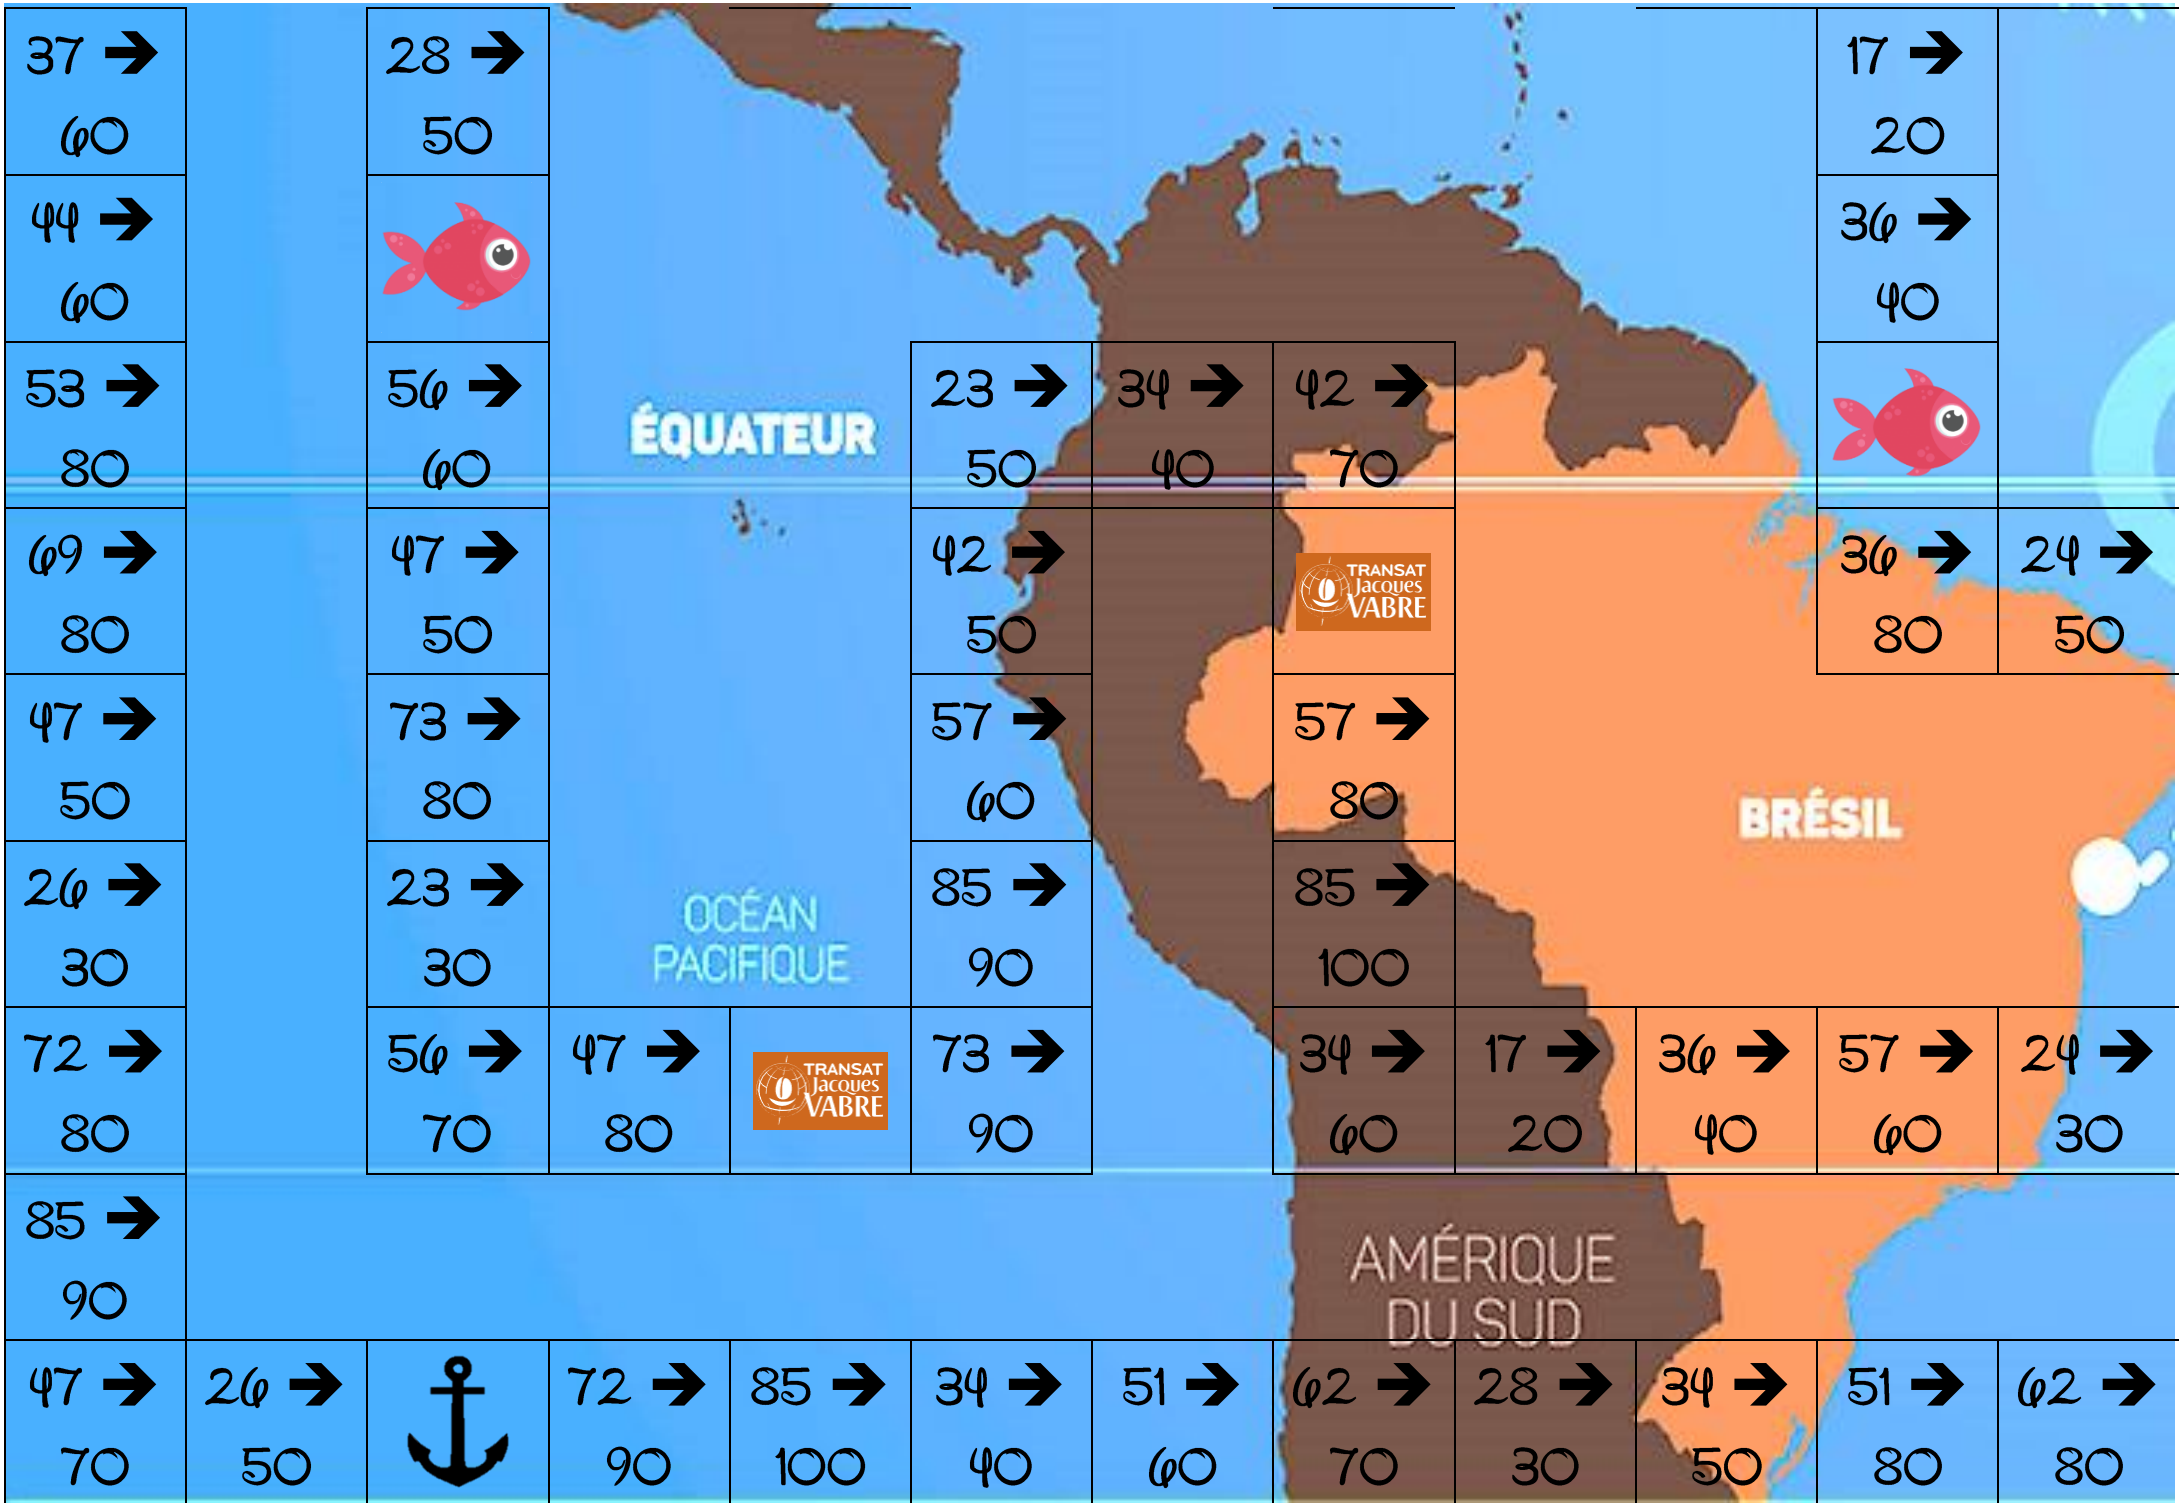 37 ➔ 28 ➔ 17 ➔
60 50 20
44 ➔ 36 ➔
60 40
53 ➔ 56 ➔ 23 ➔ 34 ➔ 42 ➔
ÉQUATEUR
80 60 50 40 70
69 ➔ 47 ➔ 42 ➔ 36 ➔ 24 ➔
TRANSAT
Jacques
VABRE
80 50 50 80 50
47 ➔ 73 ➔ 57 ➔ 57 ➔
50 80 60 80
BRÉSIL
26 ➔ 23 ➔ 85 ➔ 85 ➔
OCÉAN
PACIFIQUE
30 30 90 100
72 ➔ 56 ➔ 47 ➔ 73 ➔ 34 ➔ 17 ➔ 36 ➔ 57 ➔ 24 ➔
TRANSAT
Jacques
VABRE
80 70 80 90 60 20 40 60 30
85 ➔
90
AMÉRIQUE
DU SUD
47 ➔ 26 ➔ 72 ➔ 85 ➔ 34 ➔ 51 ➔ 62 ➔ 28 ➔ 34 ➔ 51 ➔ 62 ➔
70 50 90 100 40 60 70 30 50 80 80